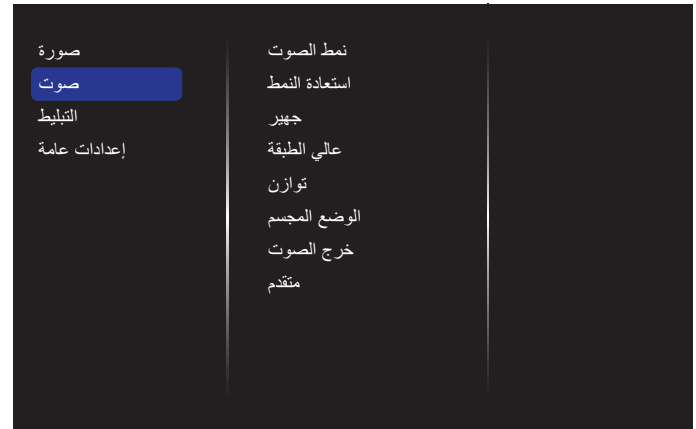 صورة
صوت
التبليط
إعدادات عامة
نمط الصوت
استعادة النمط
جهير
عالي الطبقة
توازن
الوضع المجسم
خرج الصوت
متقدم